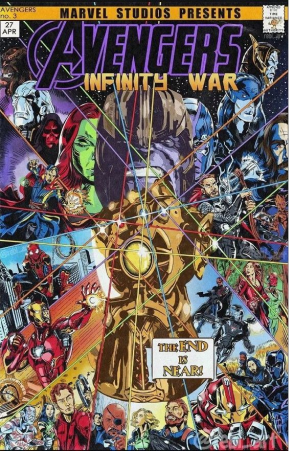 AVENGERS
no. 3
MARVEL STUDIOS PRESENTS
27
APR
AVENGERS
INFINITY WAR
THE END
IS
NEAR!